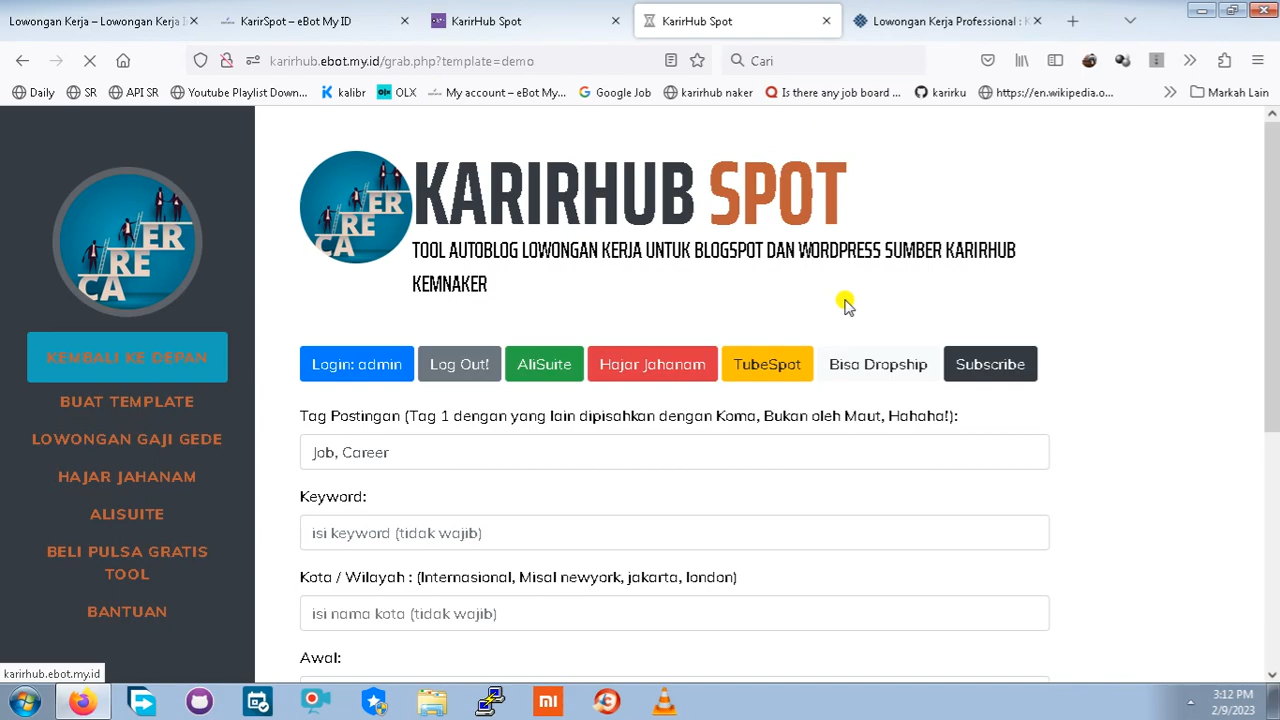 Lowongan Kerja – Lowongan Kerja I
KarirSpot – eBot My ID
KarirHub Spot
KarirHub Spot
Lowongan Kerja Professional : K
karirhub.ebot.my.id/grab.php?template=demo
Cari
Daily
SR
API SR
Youtube Playlist Down...
kalibr
OLX
My account – eBot My...
Google Job
karirhub naker
Is there any job board ...
karirku
https://en.wikipedia.o...
Markah Lain
CA
RE
ER
KARIRHUB SPOT
TOOL AUTOBLOG LOWONGAN KERJA UNTUK BLOGSPOT DAN WORDPRESS SUMBER KARIRHUB
KEMNAKER
CA
RE
ER
KEMBALI KE DEPAN
BUAT TEMPLATE
LOWONGAN GAJI GEDE
HAJAR JAHANAM
ALISUITE
BELI PULSA GRATIS
TOOL
BANTUAN
Login: admin
Log Out!
AliSuite
Hajar Jahanam
TubeSpot
Bisa Dropship
Subscribe
Tag Postingan (Tag 1 dengan yang lain dipisahkan dengan Koma, Bukan oleh Maut, Hahaha!):
Job, Career
Keyword:
isi keyword (tidak wajib)
Kota / Wilayah : (Internasional, Misal newyork, jakarta, london)
isi nama kota (tidak wajib)
Awal:
karirhub.ebot.my.id
mi
3:12 PM
2/9/2023